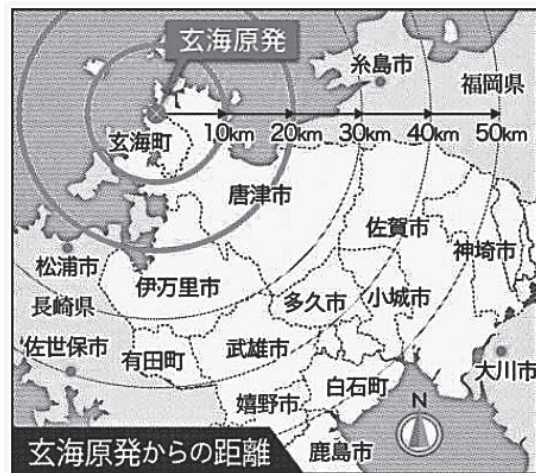 玄海原発
糸島市
福岡県
10km 20km 30km 40km 50km
玄海町
唐津市
佐賀市
神埼市
松浦市
伊万里市
多久市
小城市
長崎県
佐世保市
有田町
武雄市
大川市
白石町
嬉野市
N
鹿島市
玄海原発からの距離